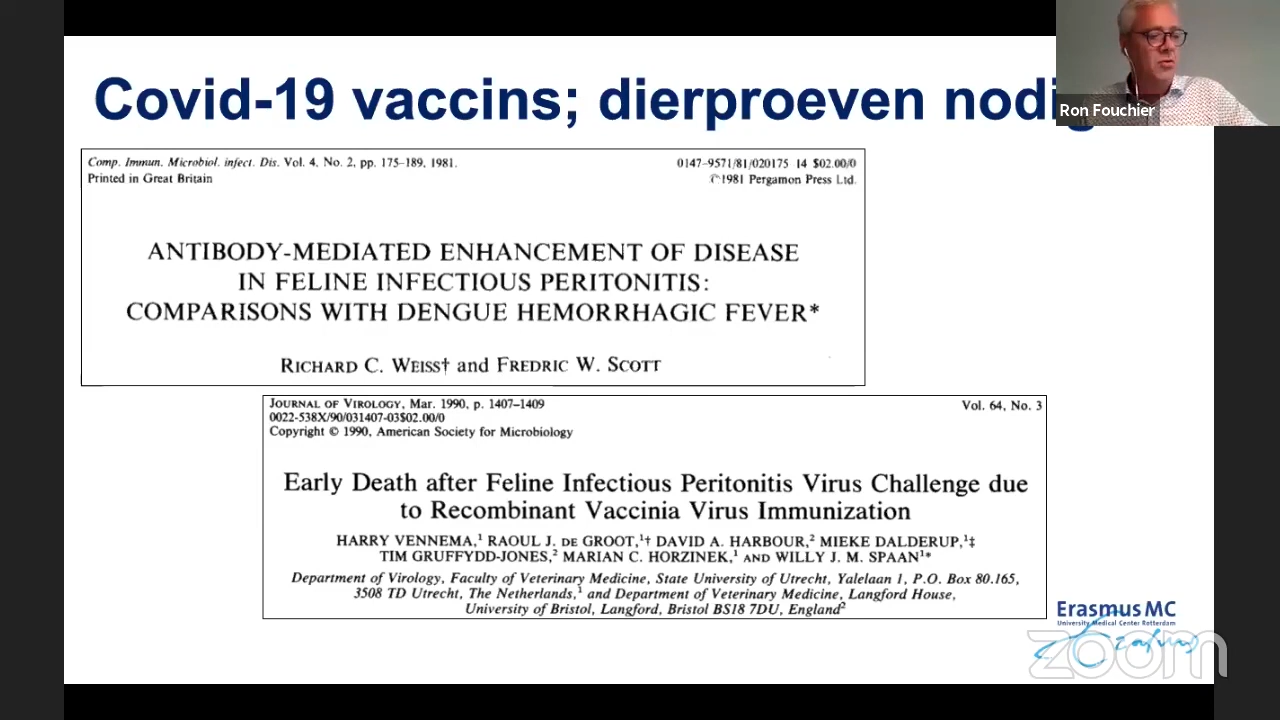 Covid-19 vaccins; dierproeven nodig
Ron Fouchier
Comp. Immun. Microbiol. infect. Dis. Vol. 4, No. 2, pp. 175-189, 1981.
Printed in Great Britain
0147-9571/81/020175 14 $02.00/0
©1981 Pergamon Press Ltd.
ANTIBODY-MEDIATED ENHANCEMENT OF DISEASE
IN FELINE INFECTIOUS PERITONITIS:
COMPARISONS WITH DENGUE HEMORRHAGIC FEVER*
RICHARD C. WEISS† and FREDRIC W. SCOTT
JOURNAL OF VIROLOGY, Mar. 1990, p. 1407-1409
0022-538X/90/031407-03$02.00/0
Copyright © 1990, American Society for Microbiology
Vol. 64, No. 3
Early Death after Feline Infectious Peritonitis Virus Challenge due
to Recombinant Vaccinia Virus Immunization
HARRY VENNEMA,¹ RAOUL J. DE GROOT,¹† DAVID A. HARBOUR,² MIEKE DALDERUP,¹‡
TIM GRUFFYDD-JONES,² MARIAN C. HORZINEK,¹ AND WILLY J. M. SPAAN¹*
Department of Virology, Faculty of Veterinary Medicine, State University of Utrecht, Yalelaan 1, P.O. Box 80.165,
3508 TD Utrecht, The Netherlands,¹ and Department of Veterinary Medicine, Langford House,
University of Bristol, Langford, Bristol BS18 7DU, England²
Erasmus MC
University Medical Center Rotterdam
Erasmus
zoom